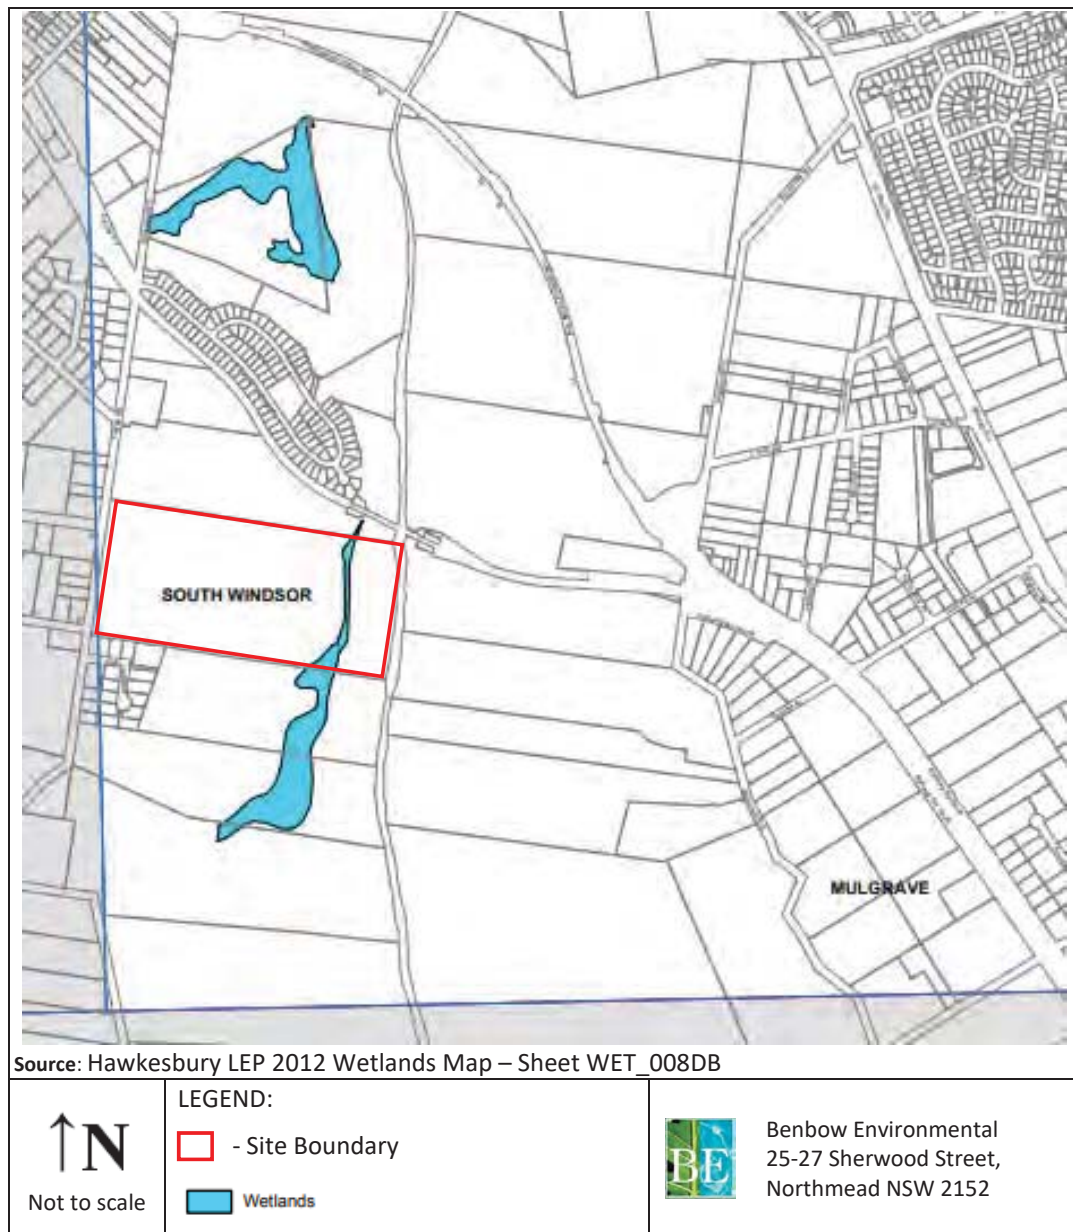 SOUTH WINDSOR
MULGRAVE
Source: Hawkesbury LEP 2012 Wetlands Map – Sheet WET_008DB
↑N
Not to scale
LEGEND:
- Site Boundary
Wetlands
BE
Benbow Environmental
25-27 Sherwood Street,
Northmead NSW 2152